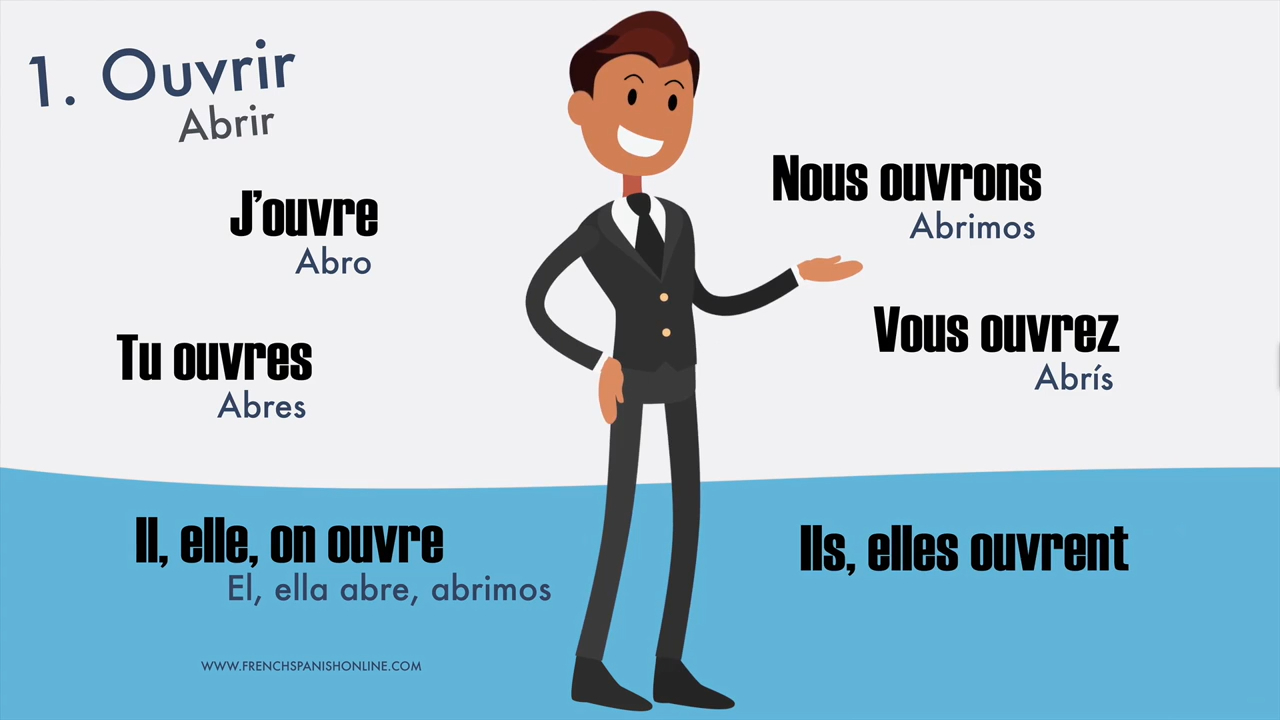 1. Ouvrir
Abrir
J'ouvre
Abro
Tu ouvres
Abres
Il, elle, on ouvre
El, ella abre, abrimos
Nous ouvrons
Abrimos
Vous ouvrez
Abrís
Ils, elles ouvrent
WWW.FRENCHSPANISHONLINE.COM